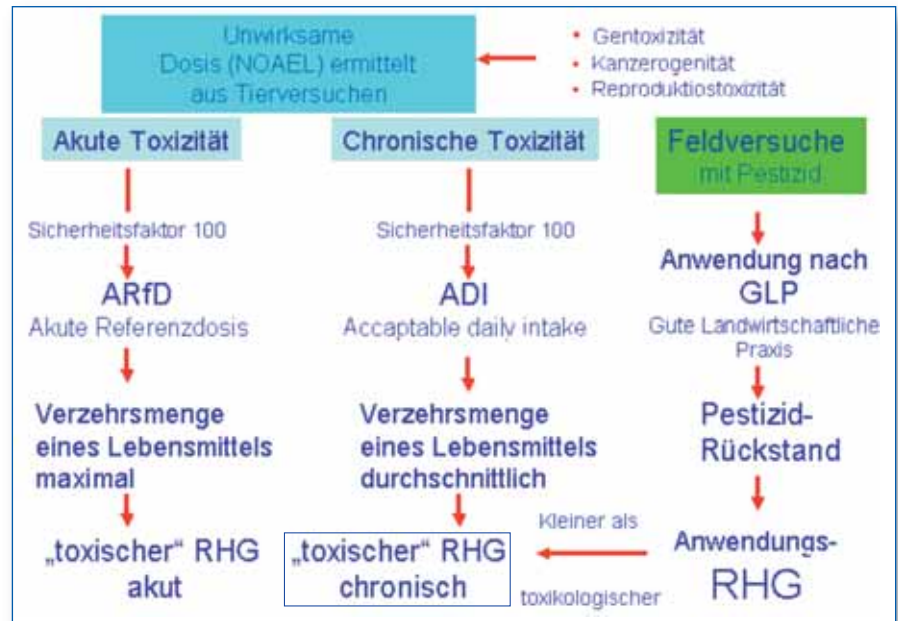 Unwirksame
Dosis (NOAEL) ermittelt
aus Tierversuchen
• Gentoxizität
• Kanzerogenität
• Reproduktiostoxizität
Akute Toxizität
Sicherheitsfaktor 100
ARfD
Akute Referenzdosis
Verzehrsmenge
eines Lebensmittels
maximal
„toxischer“ RHG
akut
Chronische Toxizität
Sicherheitsfaktor 100
ADI
Accaptable daily intake
Verzehrsmenge
eines Lebensmittels
durchschnittlich
„toxischer“ RHG
chronisch
Feldversuche
mit Pestizid
Anwendung nach
GLP
Gute Landwirtschaftliche
Praxis
Pestizid-
Rückstand
Anwendungs-
RHG
Kleiner als
toxikologischer